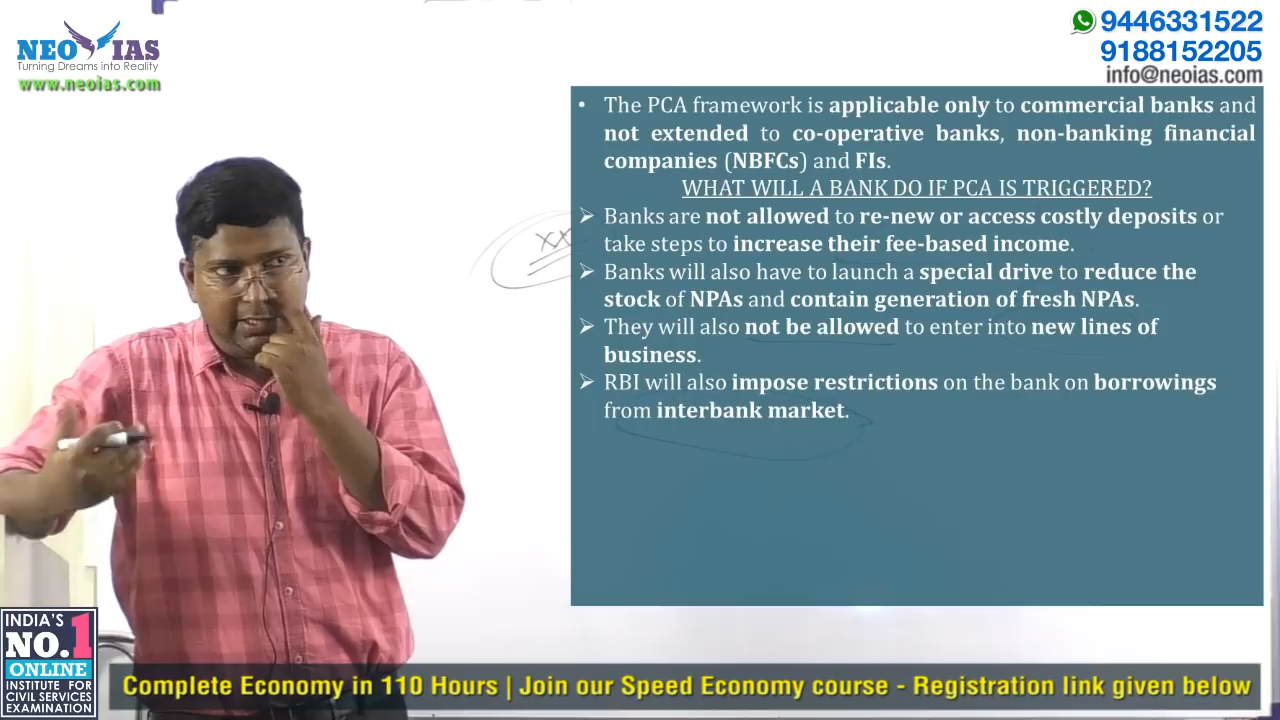 NEO IAS
Turning Dreams into Reality
www.neoias.com
9446331522
9188152205
info@neoias.com
• The PCA framework is applicable only to commercial banks and
not extended to co-operative banks, non-banking financial
companies (NBFCs) and FIs.
WHAT WILL A BANK DO IF PCA IS TRIGGERED?
➢ Banks are not allowed to re-new or access costly deposits or
take steps to increase their fee-based income.
➢ Banks will also have to launch a special drive to reduce the
stock of NPAs and contain generation of fresh NPAs.
➢ They will also not be allowed to enter into new lines of
business.
➢ RBI will also impose restrictions on the bank on borrowings
from interbank market.
XX
INDIA'S
NO.1
ONLINE
INSTITUTE FOR
CIVIL SERVICES
EXAMINATION
Complete Economy in 110 Hours | Join our Speed Economy course - Registration link given below